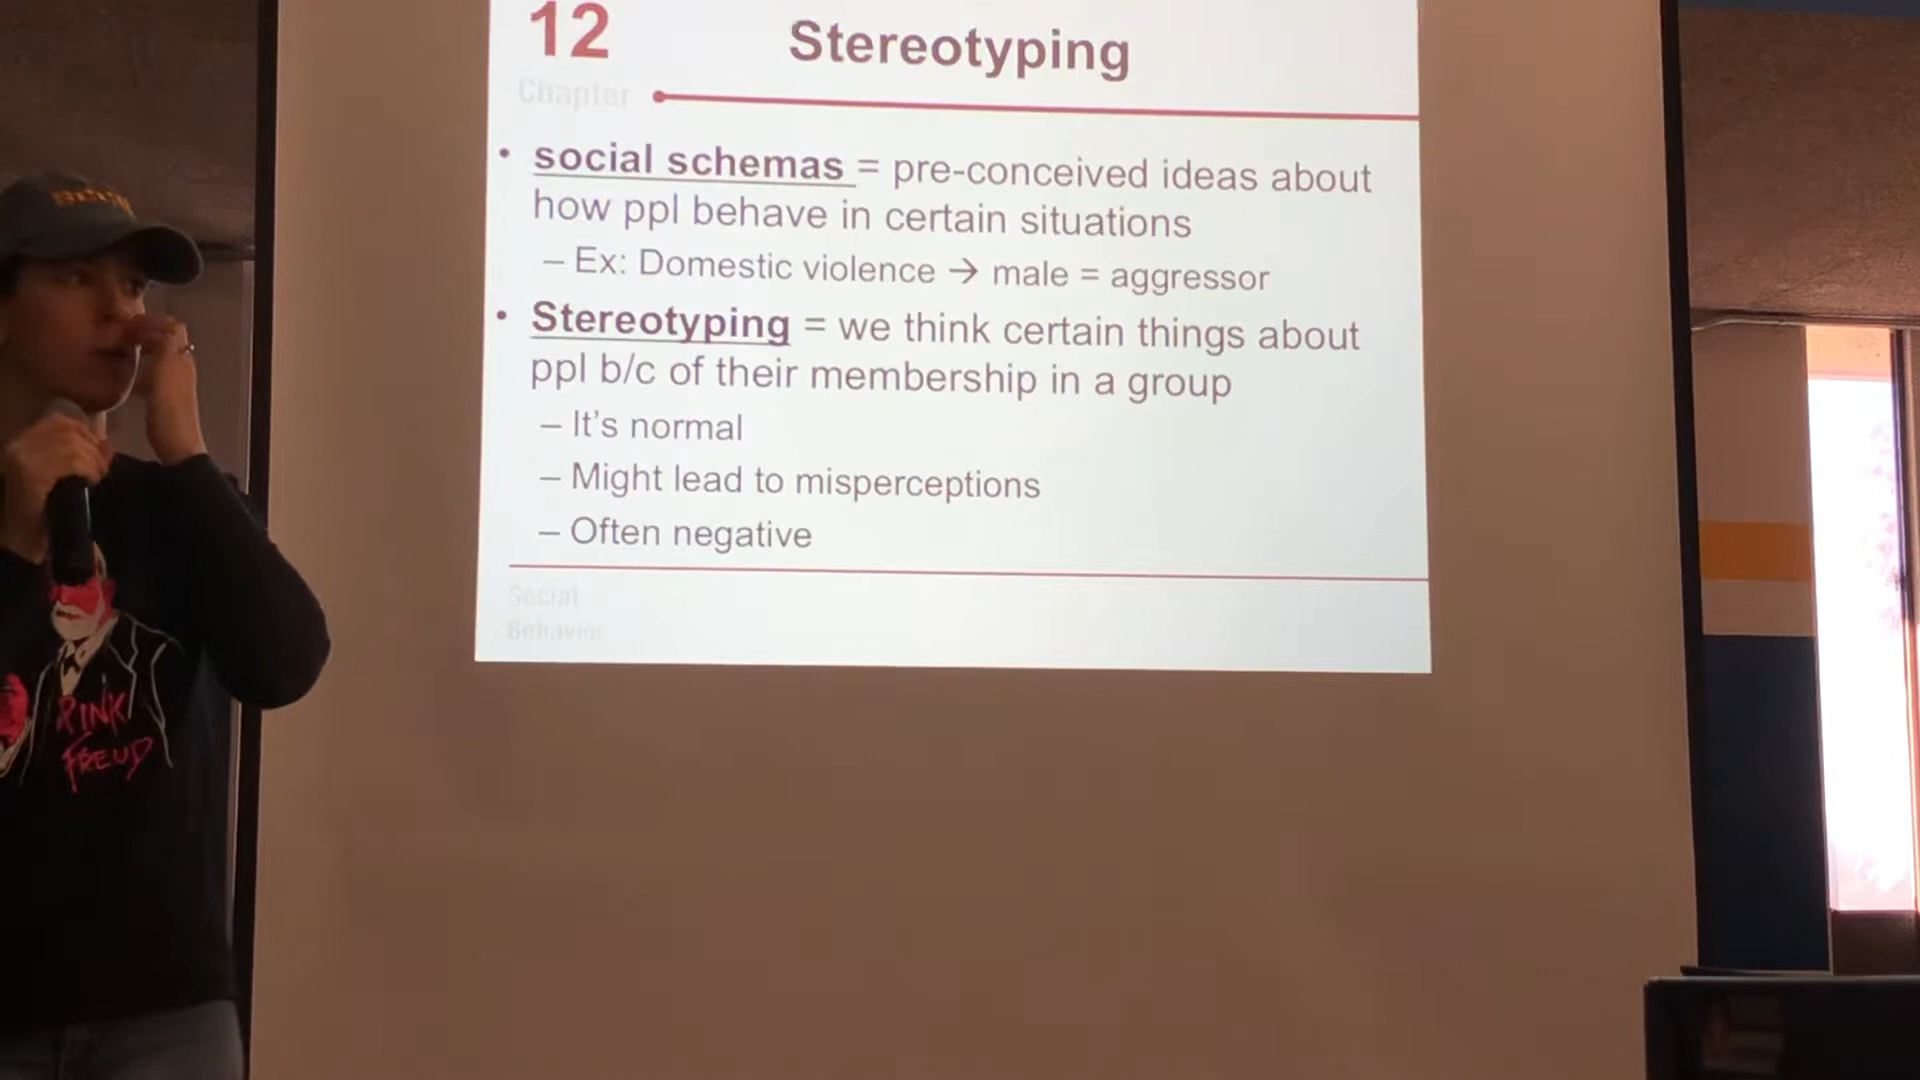 12
Stereotyping
Chapter
• social schemas = pre-conceived ideas about
how ppl behave in certain situations
– Ex: Domestic violence → male = aggressor
• Stereotyping = we think certain things about
ppl b/c of their membership in a group
– It's normal
– Might lead to misperceptions
– Often negative
Social
Behavior
PINK
FREUD